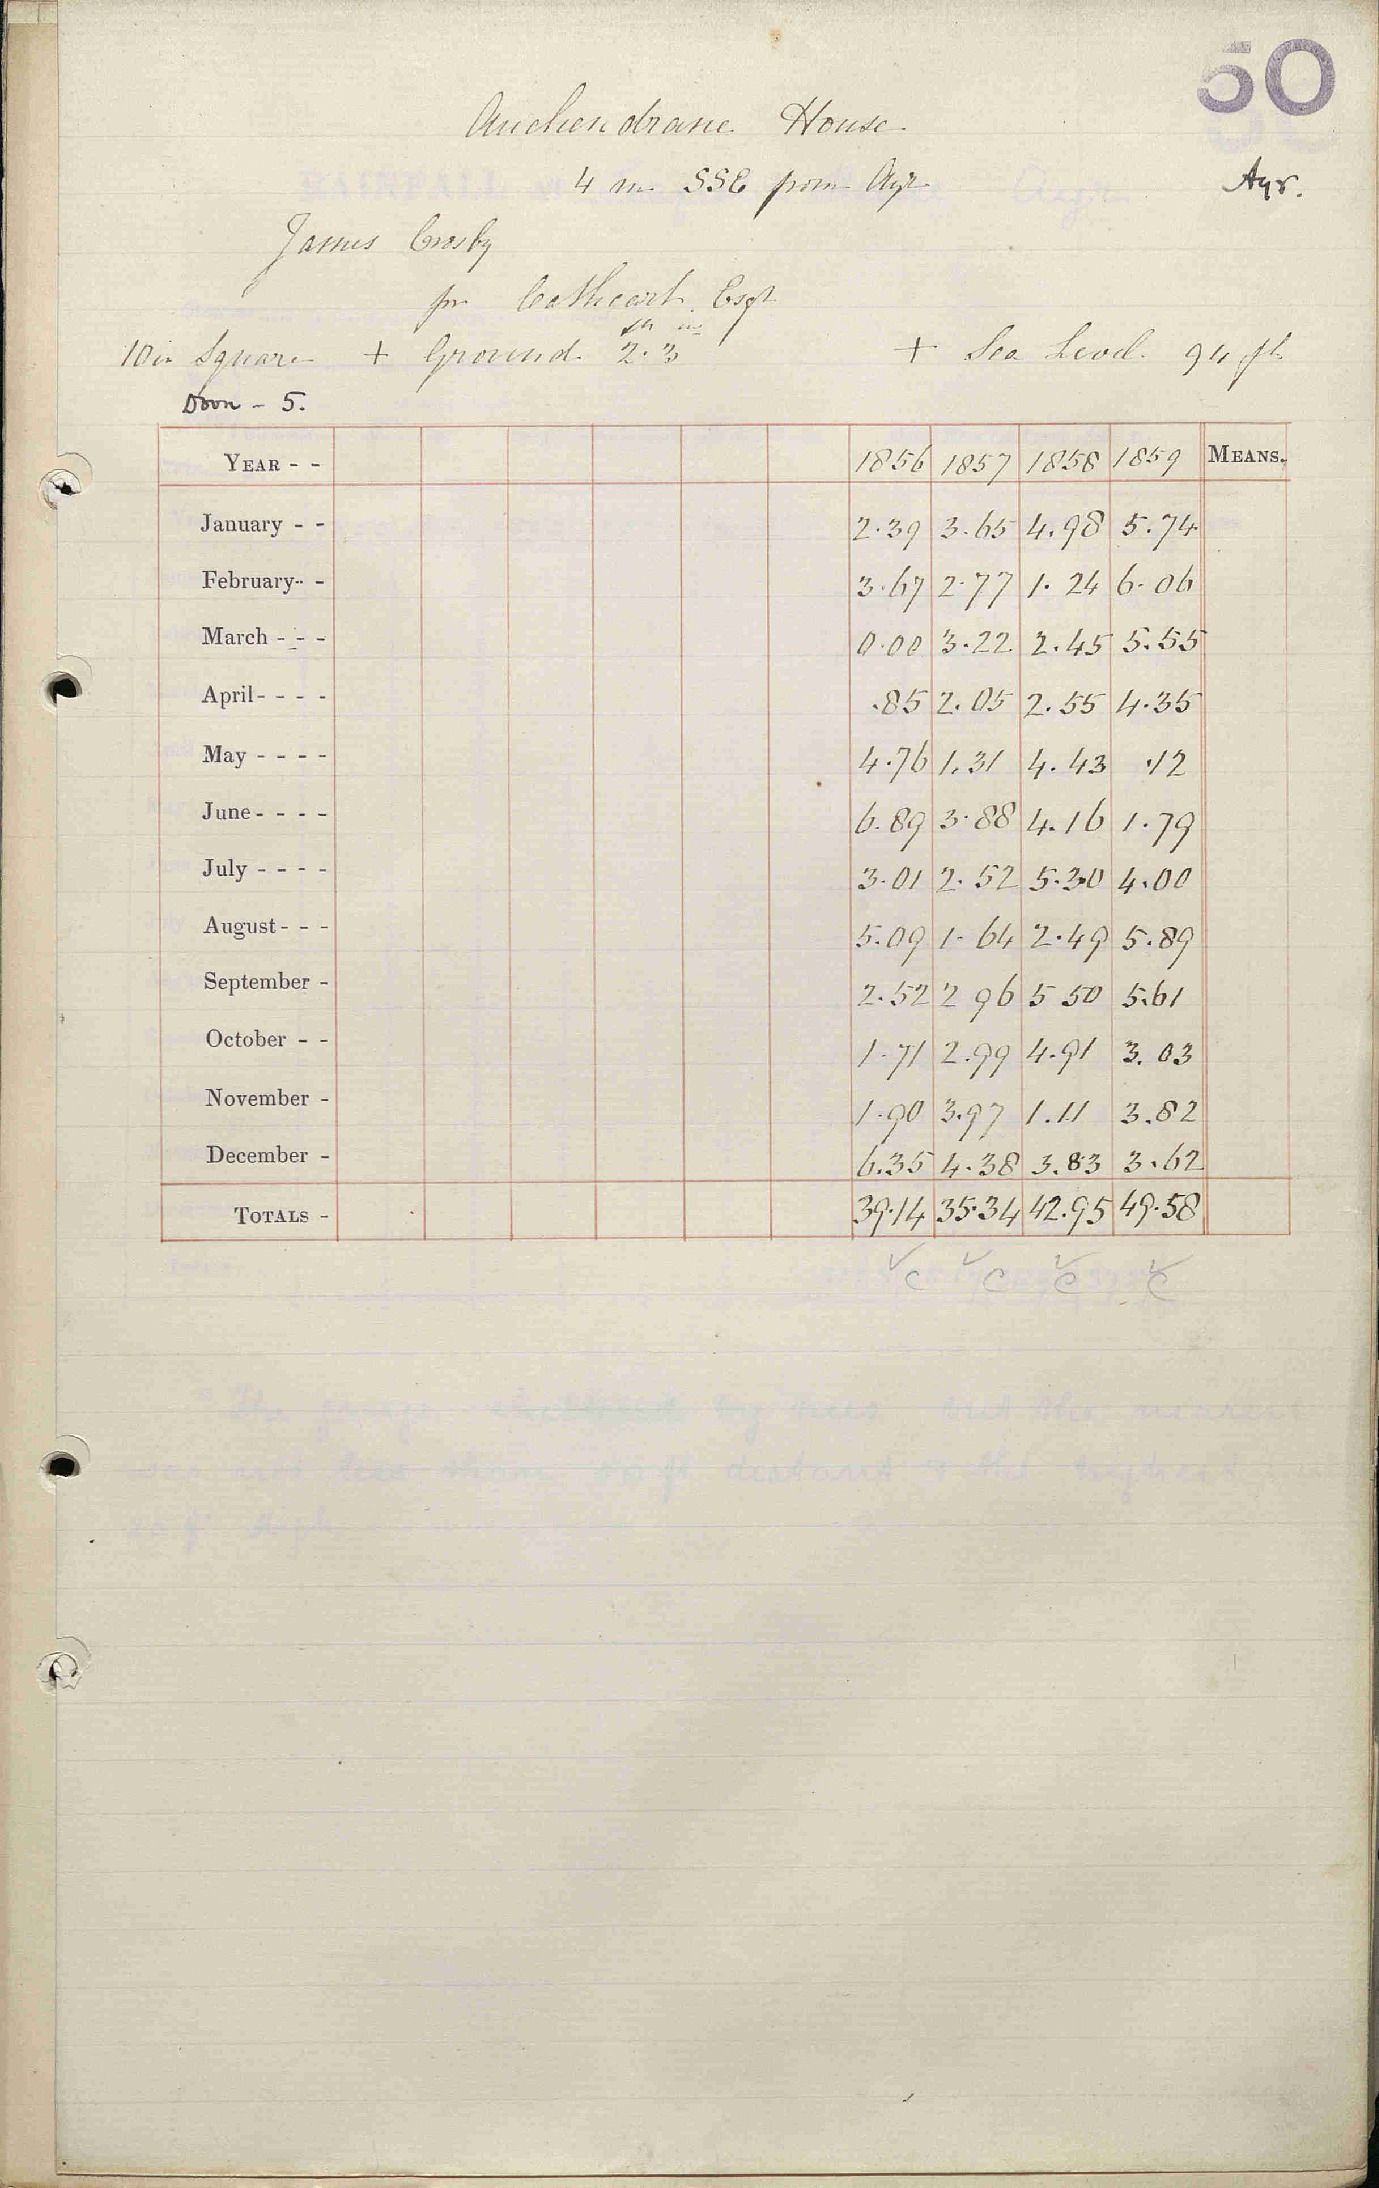 50
Auchendrane House
4 m SSE from Ayr
Ayr.
James Crosby
for Cathcart Esqr
ft in
10 in Square + Ground 2.3 + Sea Level 94 ft
Doon - 5.
YEAR - - 1856 1857 1858 1859 MEANS.
January - - 2.39 3.65 4.98 5.74
February - - 3.67 2.77 1.24 6.06
March - - - 0.00 3.22 2.45 5.55
April - - - - .85 2.05 2.55 4.35
May - - - - 4.76 1.31 4.43 .12
June - - - - 6.89 3.88 4.16 1.79
July - - - - 3.01 2.52 5.30 4.00
August - - - 5.09 1.64 2.49 5.89
September - 2.52 2 96 5 50 5.61
October - - 1.71 2.99 4.91 3.03
November - 1.90 3.97 1.11 3.82
December - 6.35 4.38 3.83 3.62
TOTALS - 39.14 35.34 42.95 49.58
✓C ✓C ✓C ✓C